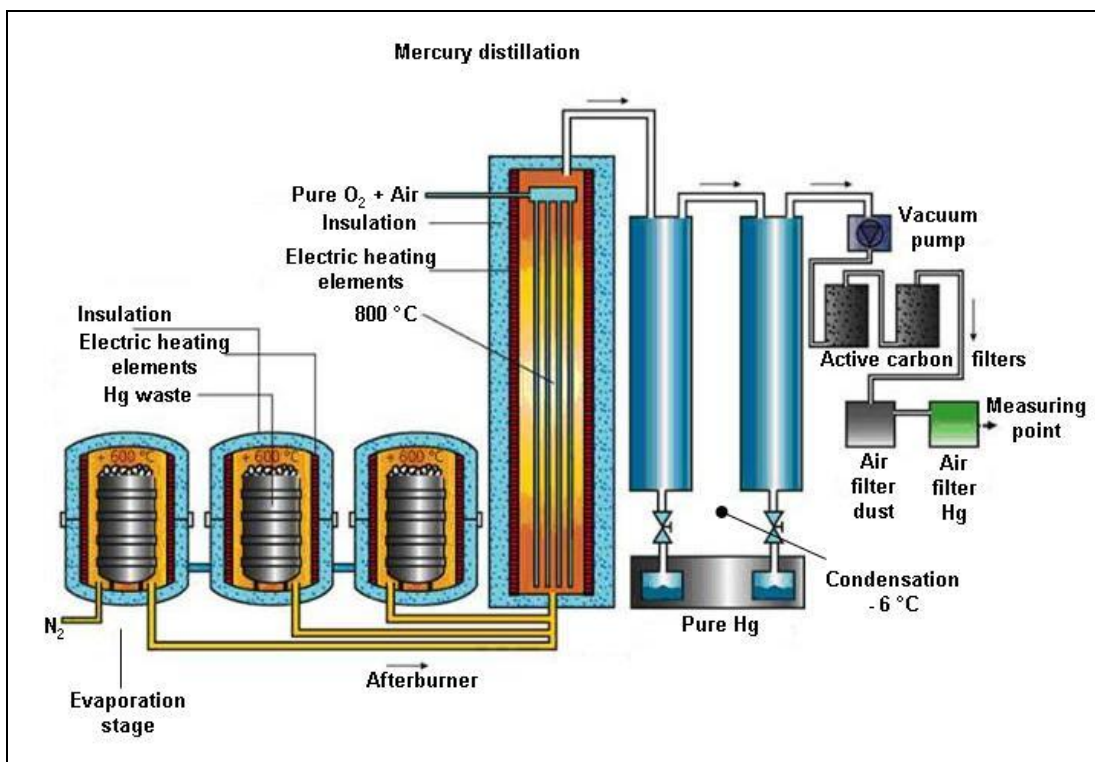 Mercury distillation
Pure O₂ + Air
Insulation
Electric heating
elements
800 °C
Vacuum
pump
Insulation
Electric heating
elements
Hg waste
Active carbon
filters
Measuring
point
+ 600 °C
+ 600 °C
+ 600 °C
Air
filter
dust
Air
filter
Hg
Condensation
- 6 °C
Pure Hg
N₂
Afterburner
Evaporation
stage